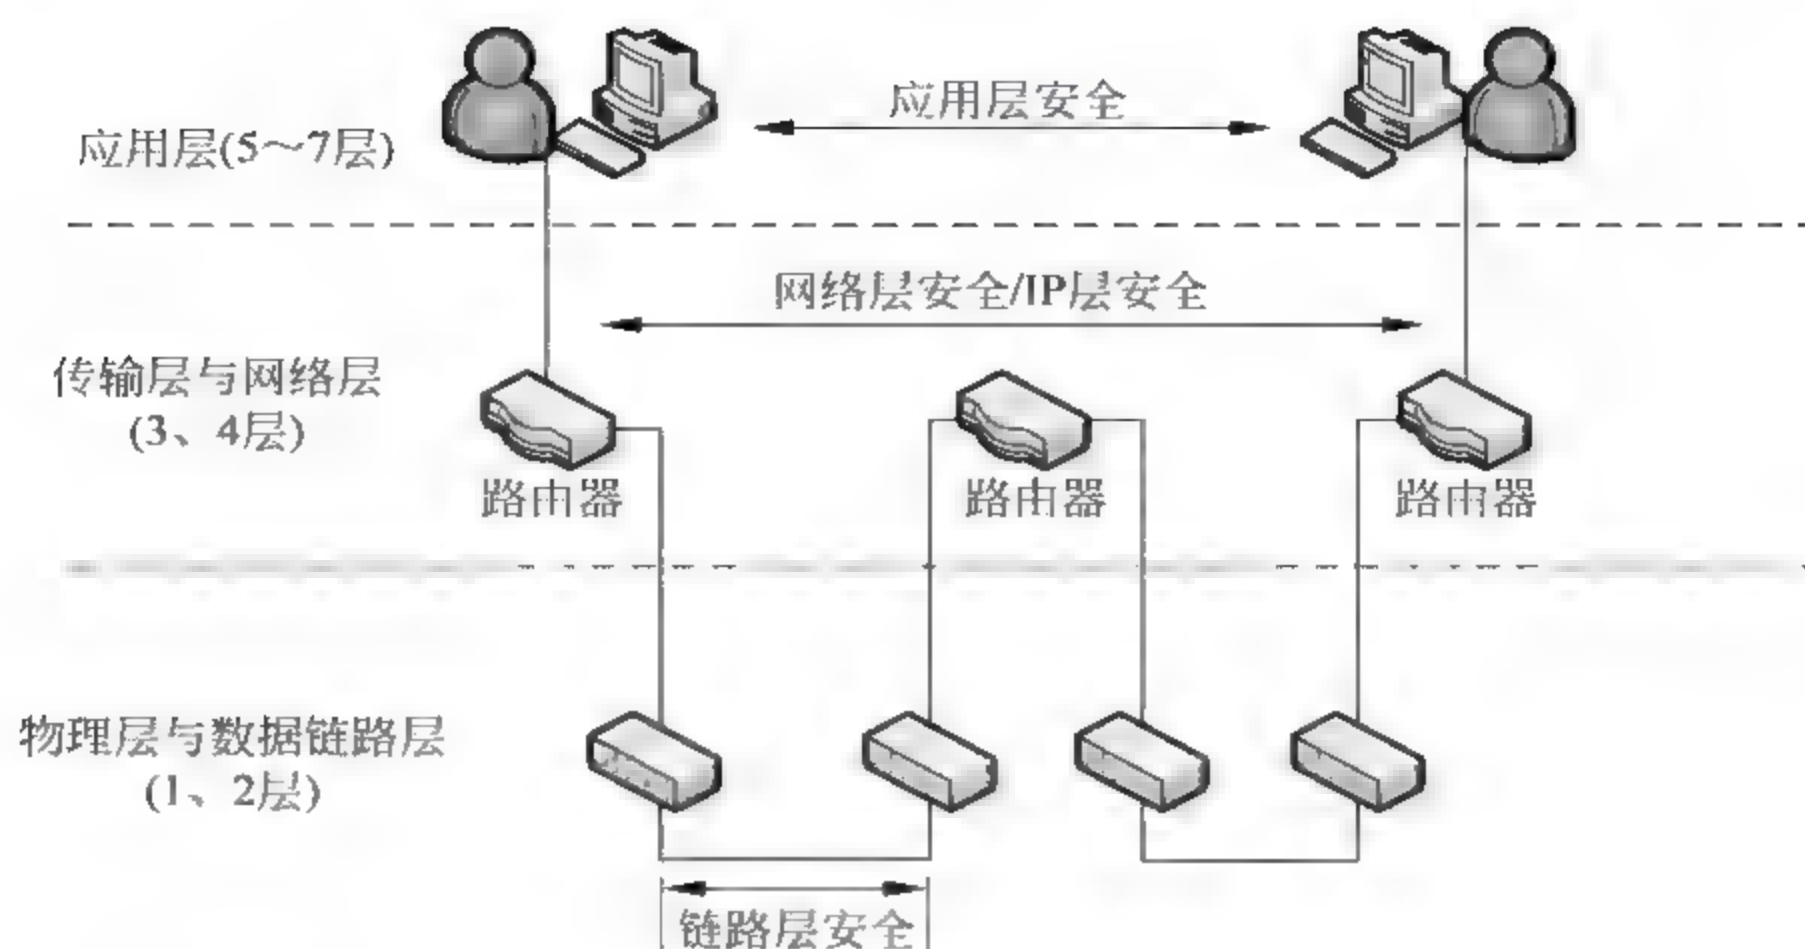 应用层安全
应用层(5～7层)
网络层安全/IP层安全
传输层与网络层
(3、4层)
路由器
路由器
路由器
物理层与数据链路层
(1、2层)
链路层安全